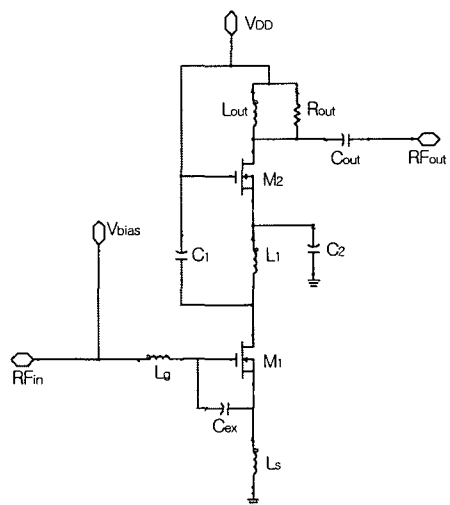 VDD
Lout
Rout
Cout
RFout
M2
Vbias
C1
L1
C2
RFin
Lg
M1
Cex
Ls